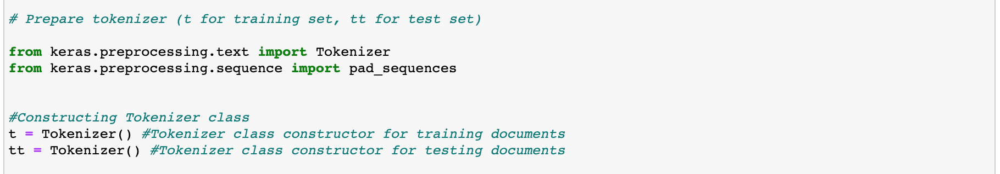 # Prepare tokenizer (t for training set, tt for test set)
from keras.preprocessing.text import Tokenizer
from keras.preprocessing.sequence import pad_sequences
#Constructing Tokenizer class
t = Tokenizer() #Tokenizer class constructor for training documents
tt = Tokenizer() #Tokenizer class constructor for testing documents